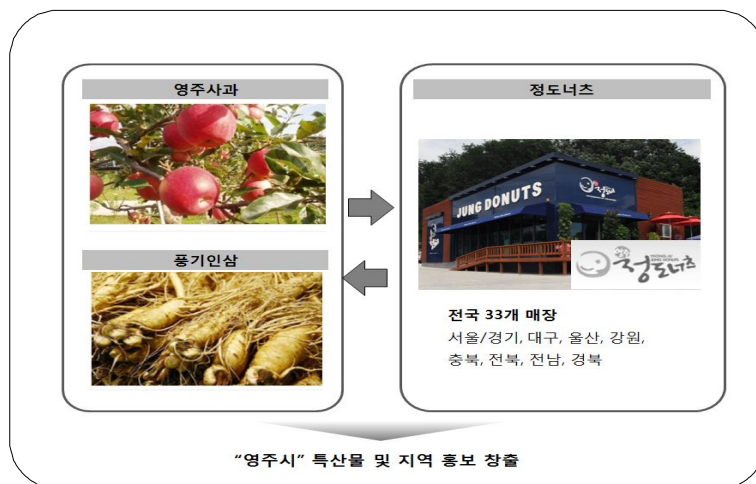 영주사과
풍기인삼
정도너츠
JUNG DONUTS
정도너츠
전국 33개 매장
서울/경기, 대구, 울산, 강원,
충북, 전북, 전남, 경북
“영주시” 특산물 및 지역 홍보 창출